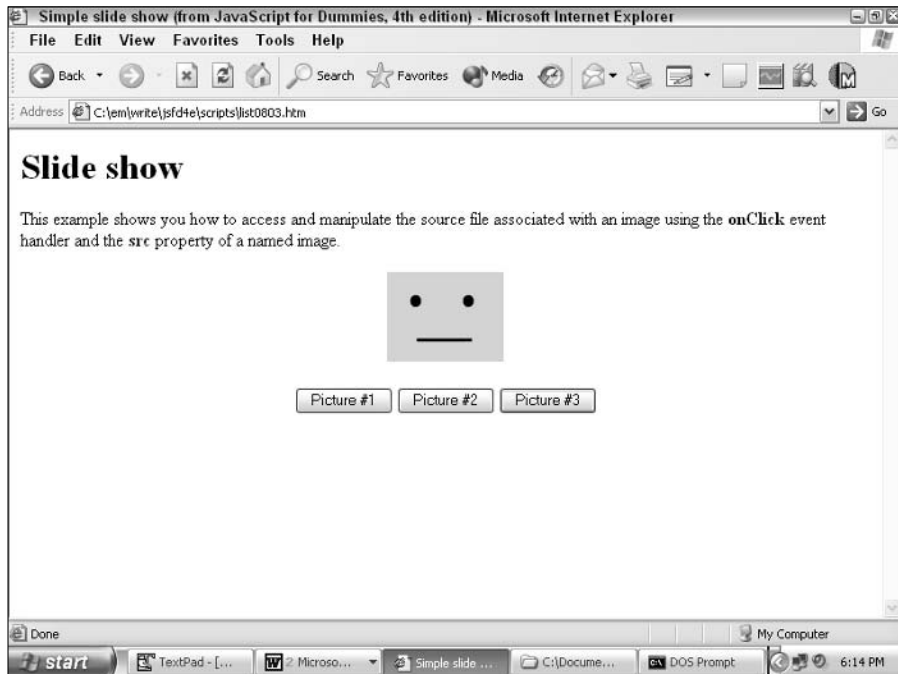 Simple slide show (from JavaScript for Dummies, 4th edition) - Microsoft Internet Explorer
File Edit View Favorites Tools Help
Back Search Favorites Media
Address C:\em\write\jsfd4e\scripts\list0803.htm Go
Slide show
This example shows you how to access and manipulate the source file associated with an image using the onClick event
handler and the src property of a named image.
Picture #1 Picture #2 Picture #3
Done My Computer
start TextPad - [... 2 Microso... Simple slide ... C:\Docume... DOS Prompt 6:14 PM